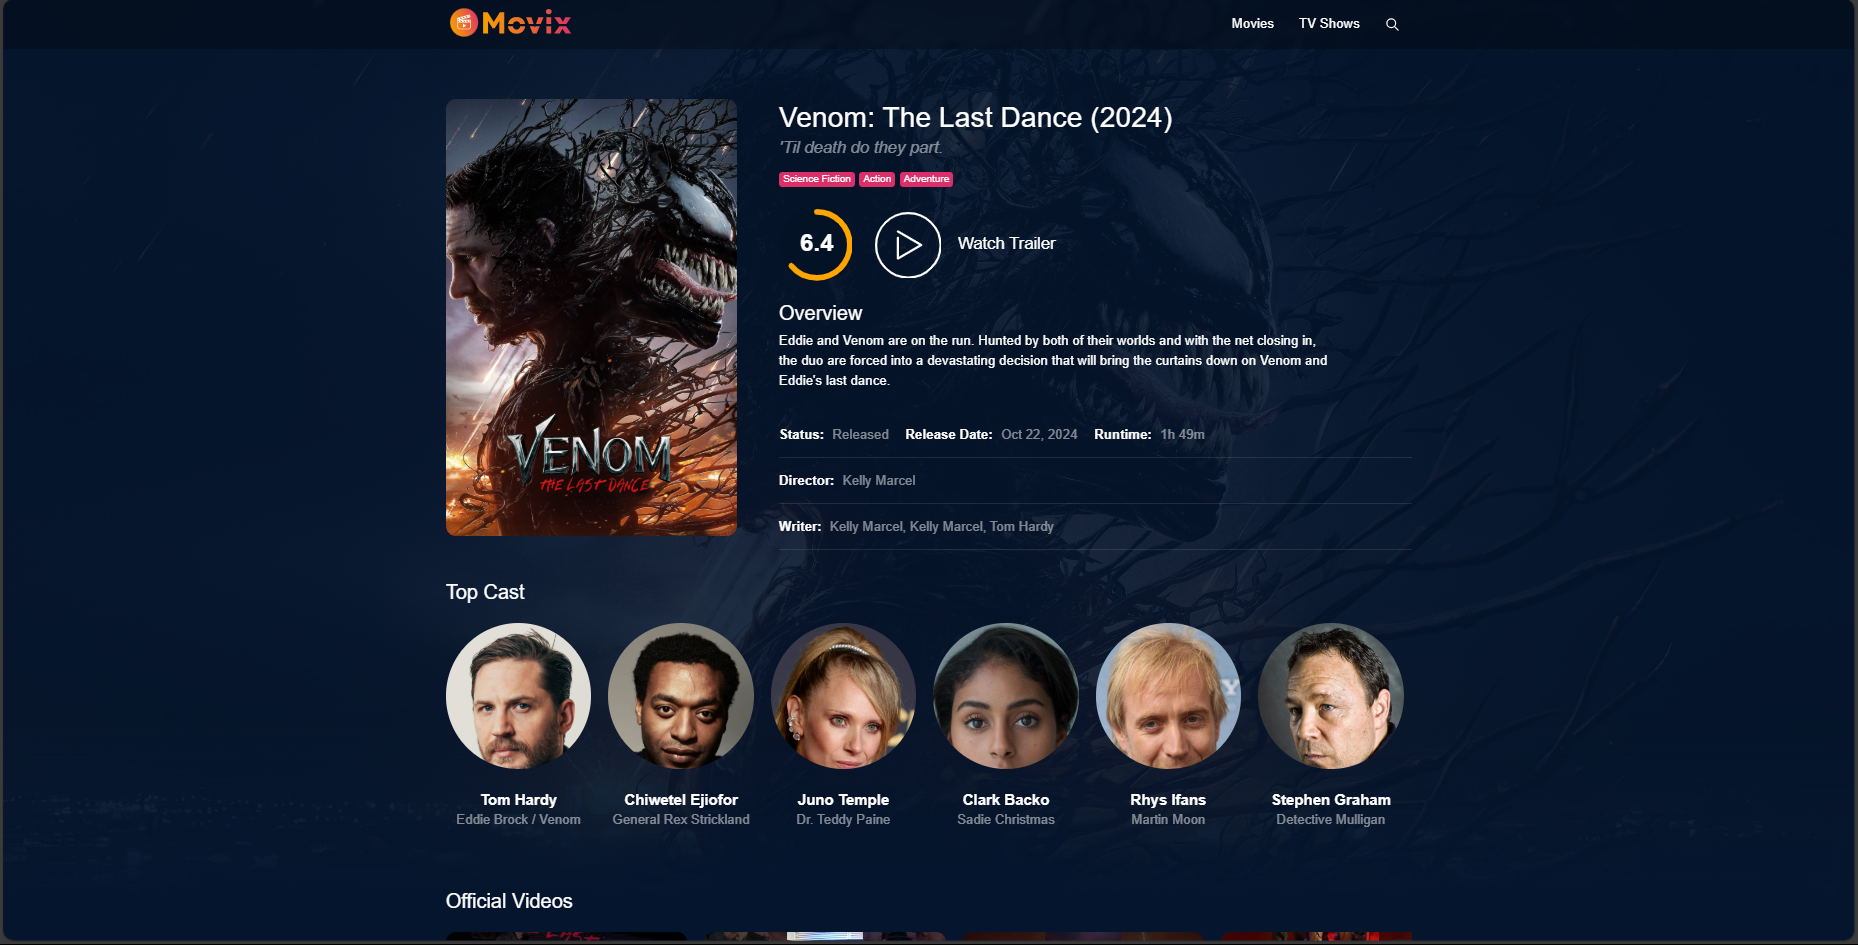 Movix
Movies TV Shows
Venom: The Last Dance (2024)
'Til death do they part.
Science Fiction Action Adventure
6.4 Watch Trailer
Overview
Eddie and Venom are on the run. Hunted by both of their worlds and with the net closing in,
the duo are forced into a devastating decision that will bring the curtains down on Venom and
Eddie's last dance.
VENOM
THE LAST DANCE
Status: Released Release Date: Oct 22, 2024 Runtime: 1h 49m
Director: Kelly Marcel
Writer: Kelly Marcel, Kelly Marcel, Tom Hardy
Top Cast
Tom Hardy
Eddie Brock / Venom
Chiwetel Ejiofor
General Rex Strickland
Juno Temple
Dr. Teddy Paine
Clark Backo
Sadie Christmas
Rhys Ifans
Martin Moon
Stephen Graham
Detective Mulligan
Official Videos